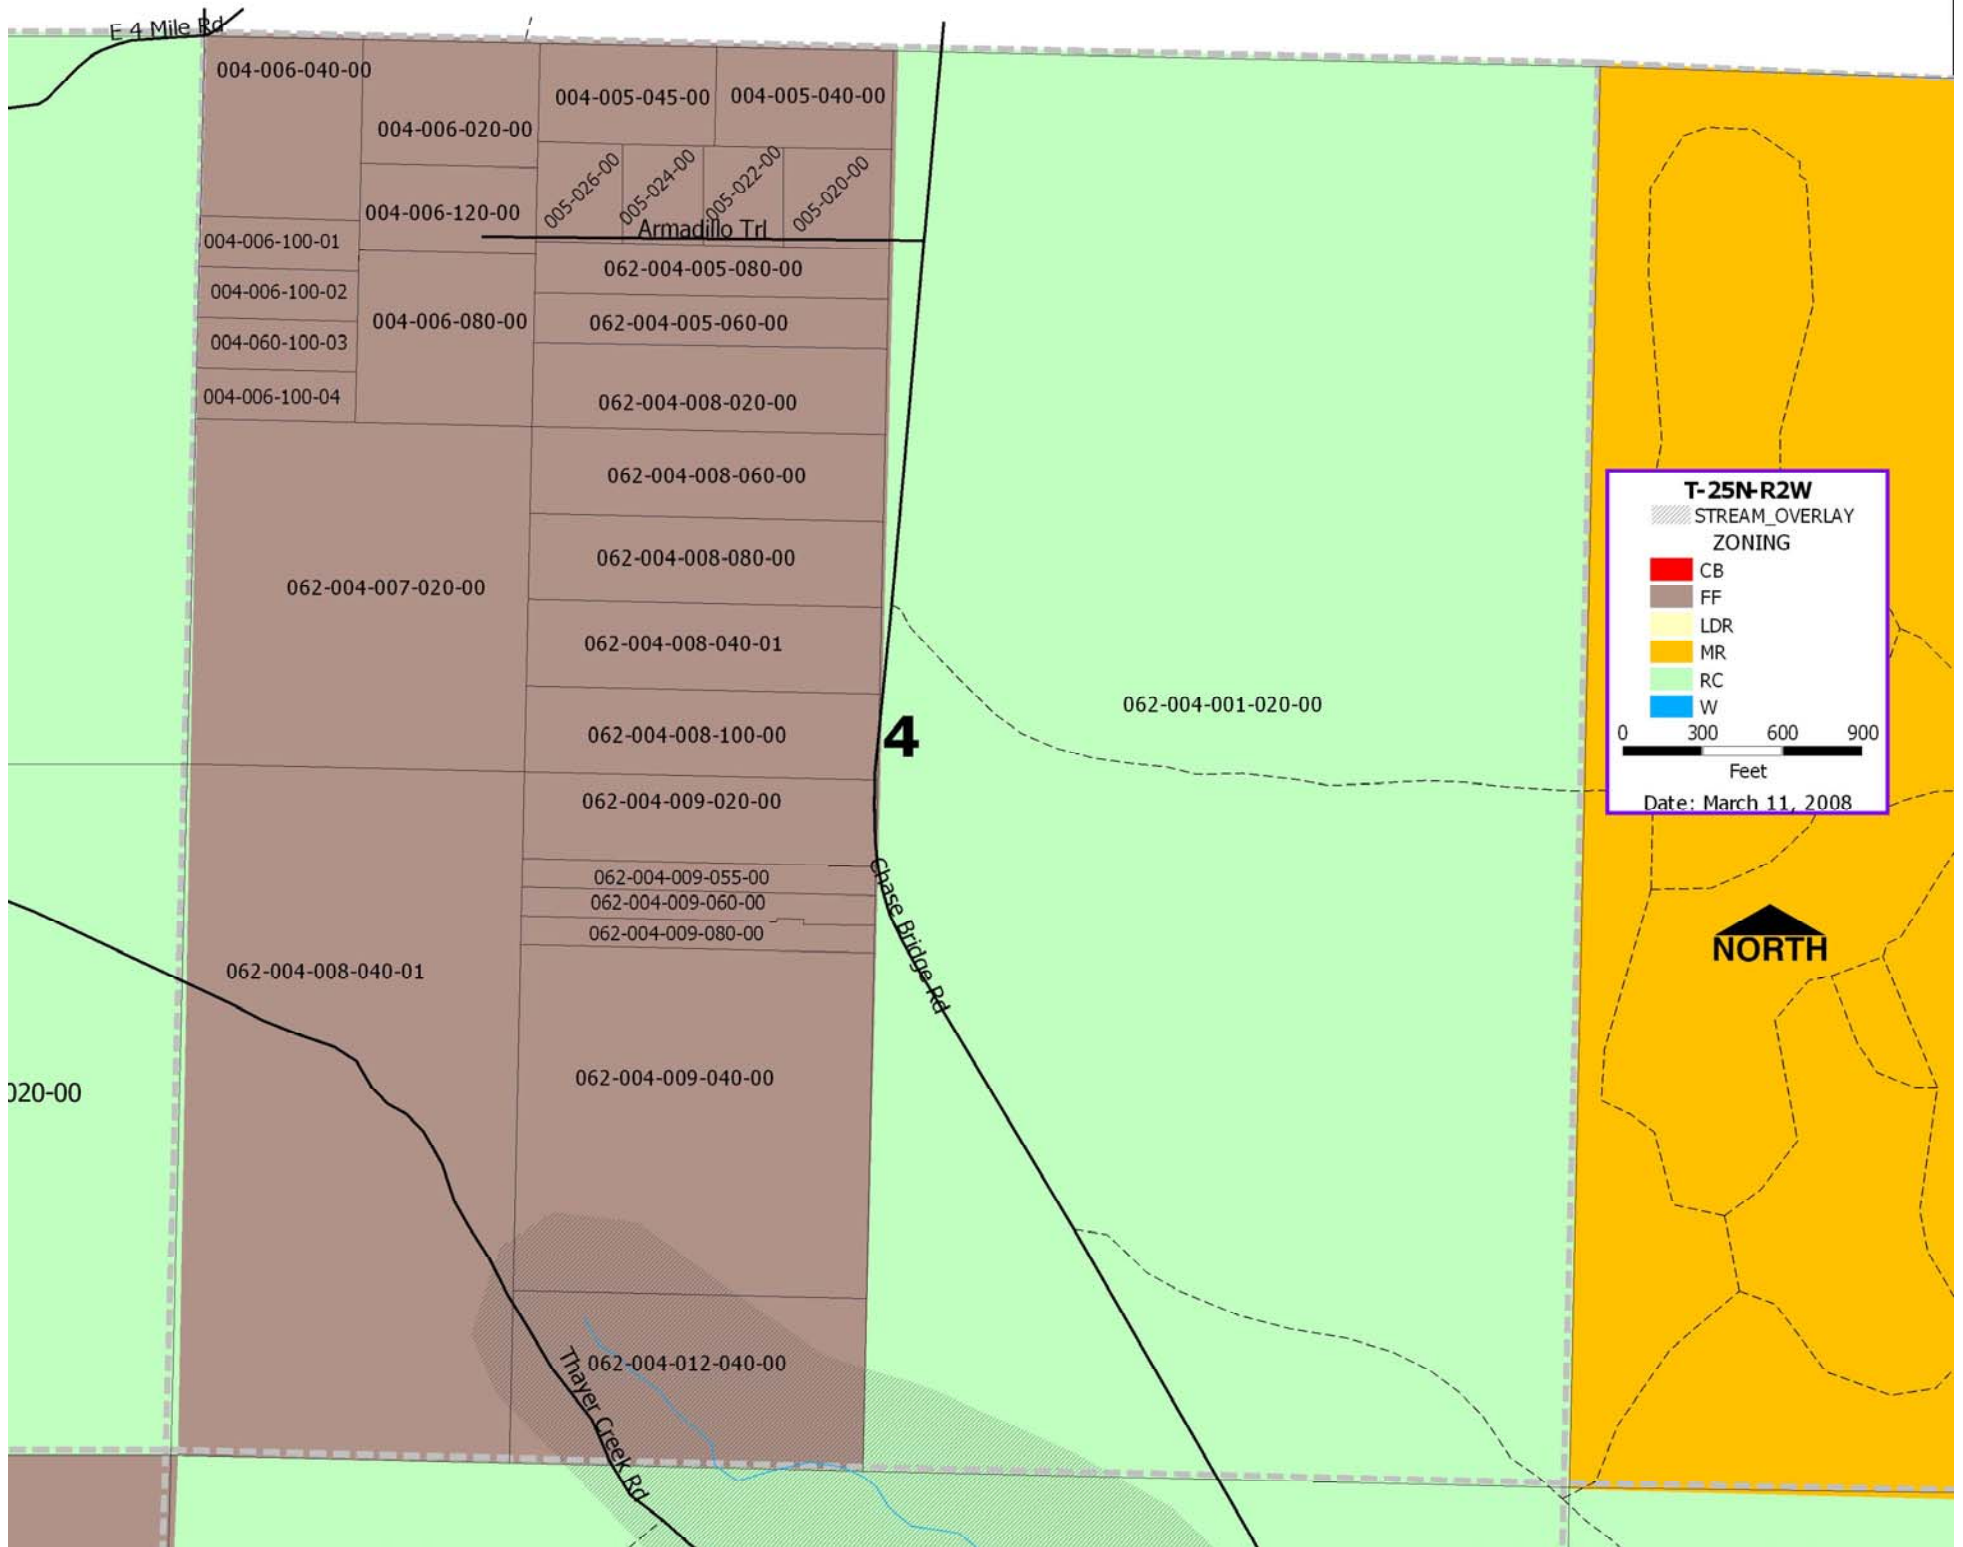 E 4 Mile Rd
004-006-040-00
004-006-020-00
004-005-045-00
004-005-040-00
005-026-00
005-024-00
005-022-00
005-020-00
004-006-120-00
Armadillo Trl
004-006-100-01
062-004-005-080-00
004-006-100-02
004-006-080-00
062-004-005-060-00
004-060-100-03
004-006-100-04
062-004-008-020-00
062-004-008-060-00
062-004-008-080-00
062-004-007-020-00
062-004-008-040-01
062-004-001-020-00
062-004-008-100-00
4
062-004-009-020-00
062-004-009-055-00
062-004-009-060-00
062-004-009-080-00
Chase Bridge Rd
062-004-008-040-01
062-004-009-040-00
020-00
062-004-012-040-00
Thayer Creek Rd
T-25N-R2W
STREAM_OVERLAY
ZONING
CB
FF
LDR
MR
RC
W
0 300 600 900
Feet
Date: March 11, 2008
NORTH